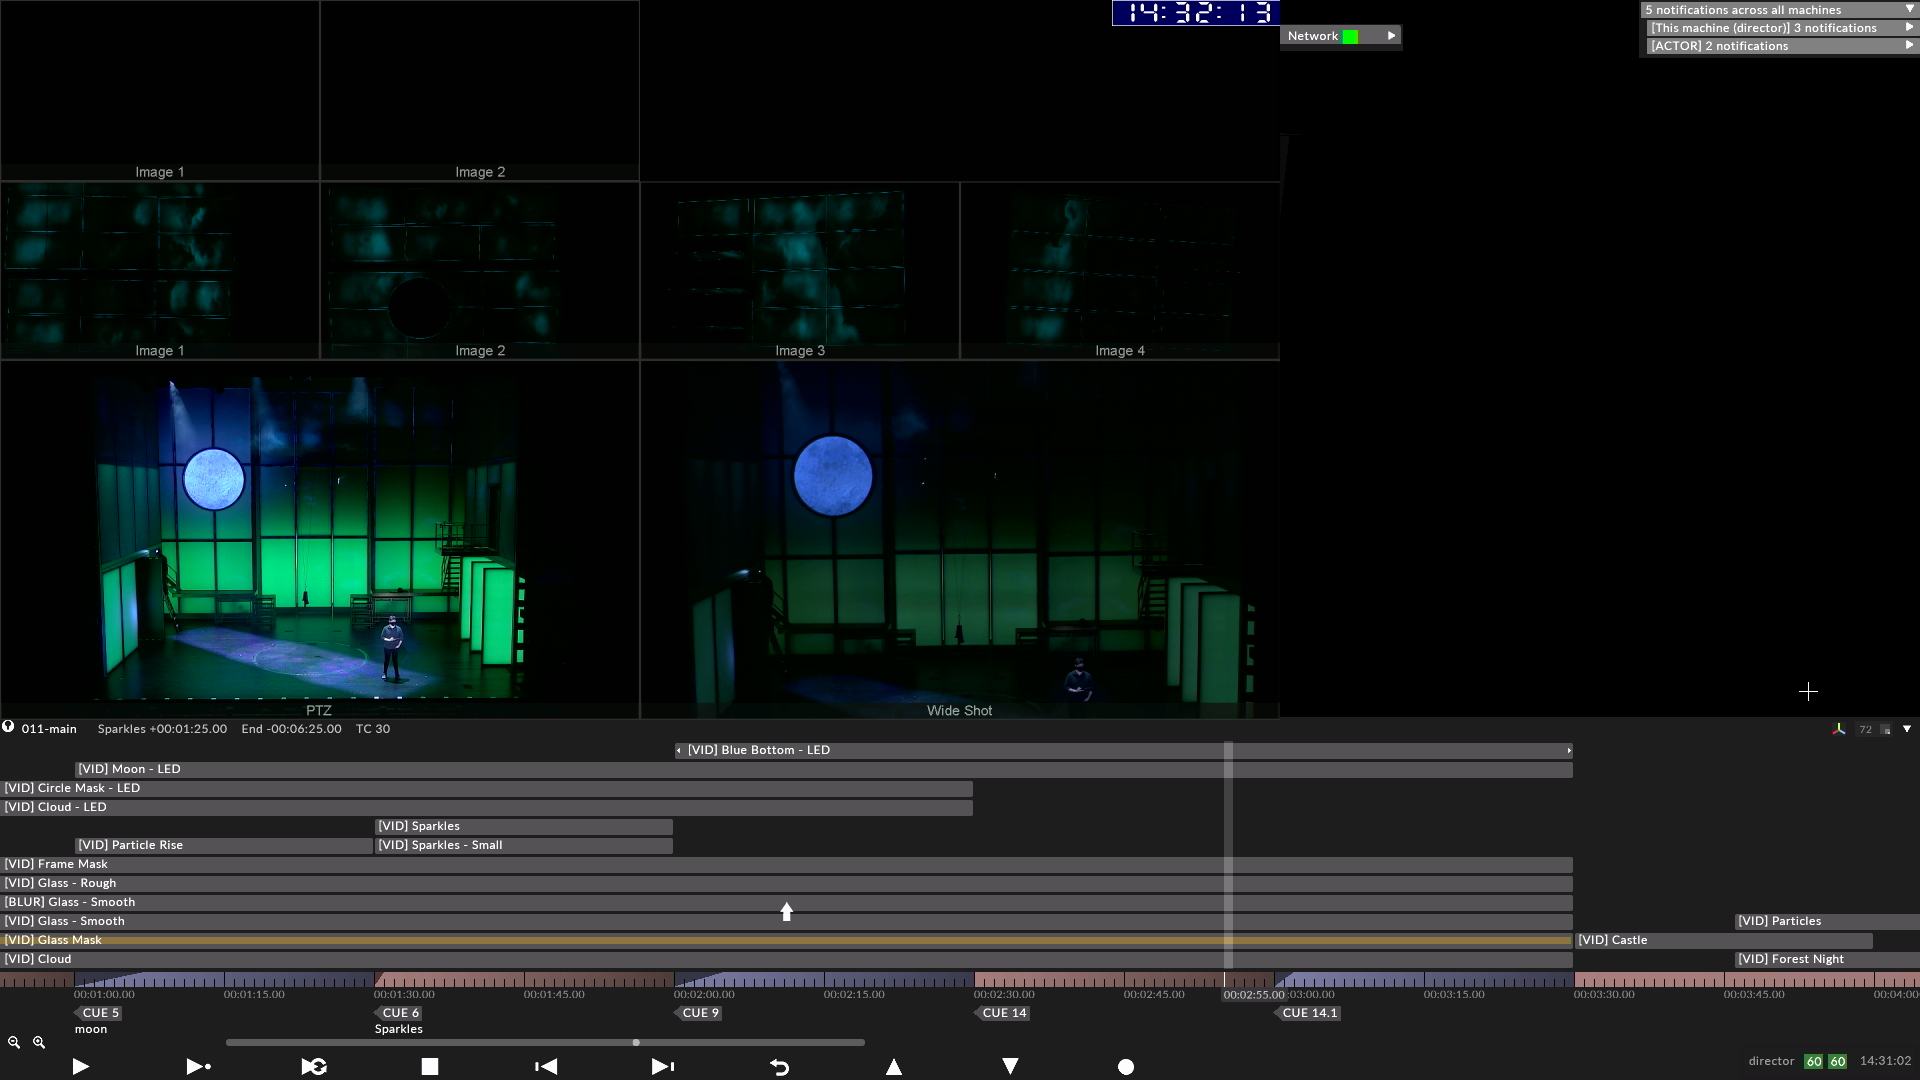 14:32:13
5 notifications across all machines
[This machine (director)] 3 notifications
[ACTOR] 2 notifications
Network
Image 1
Image 2
Image 1
Image 2
Image 3
Image 4
PTZ
Wide Shot
011-main Sparkles +00:01:25.00 End -00:06:25.00 TC 30
72
[VID] Blue Bottom - LED
[VID] Moon - LED
[VID] Circle Mask - LED
[VID] Cloud - LED
[VID] Sparkles
[VID] Particle Rise
[VID] Sparkles - Small
[VID] Frame Mask
[VID] Glass - Rough
[BLUR] Glass - Smooth
[VID] Glass - Smooth
[VID] Particles
[VID] Glass Mask
[VID] Castle
[VID] Cloud
[VID] Forest Night
00:01:00.00 00:01:15.00 00:01:30.00 00:01:45.00 00:02:00.00 00:02:15.00 00:02:30.00 00:02:45.00 00:02:55.00 :03:00.00 00:03:15.00 00:03:30.00 00:03:45.00 00:04:00
CUE 5
CUE 6
CUE 9
CUE 14
CUE 14.1
moon
Sparkles
director 60 60 14:31:02